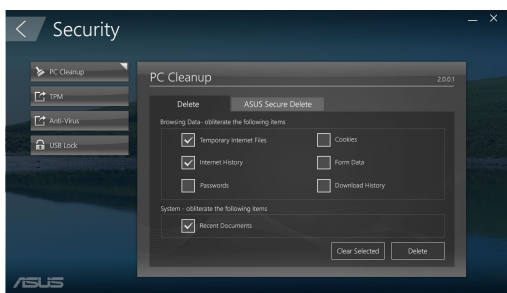 Security
PC Cleanup
TPM
Anti-Virus
USB Lock
PC Cleanup
2.0.0.1
Delete
ASUS Secure Delete
Browsing Data- obliterate the following items
Temporary Internet Files
Cookies
Internet History
Form Data
Passwords
Download History
System - obliterate the following items
Recent Documents
Clear Selected
Delete
ASUS